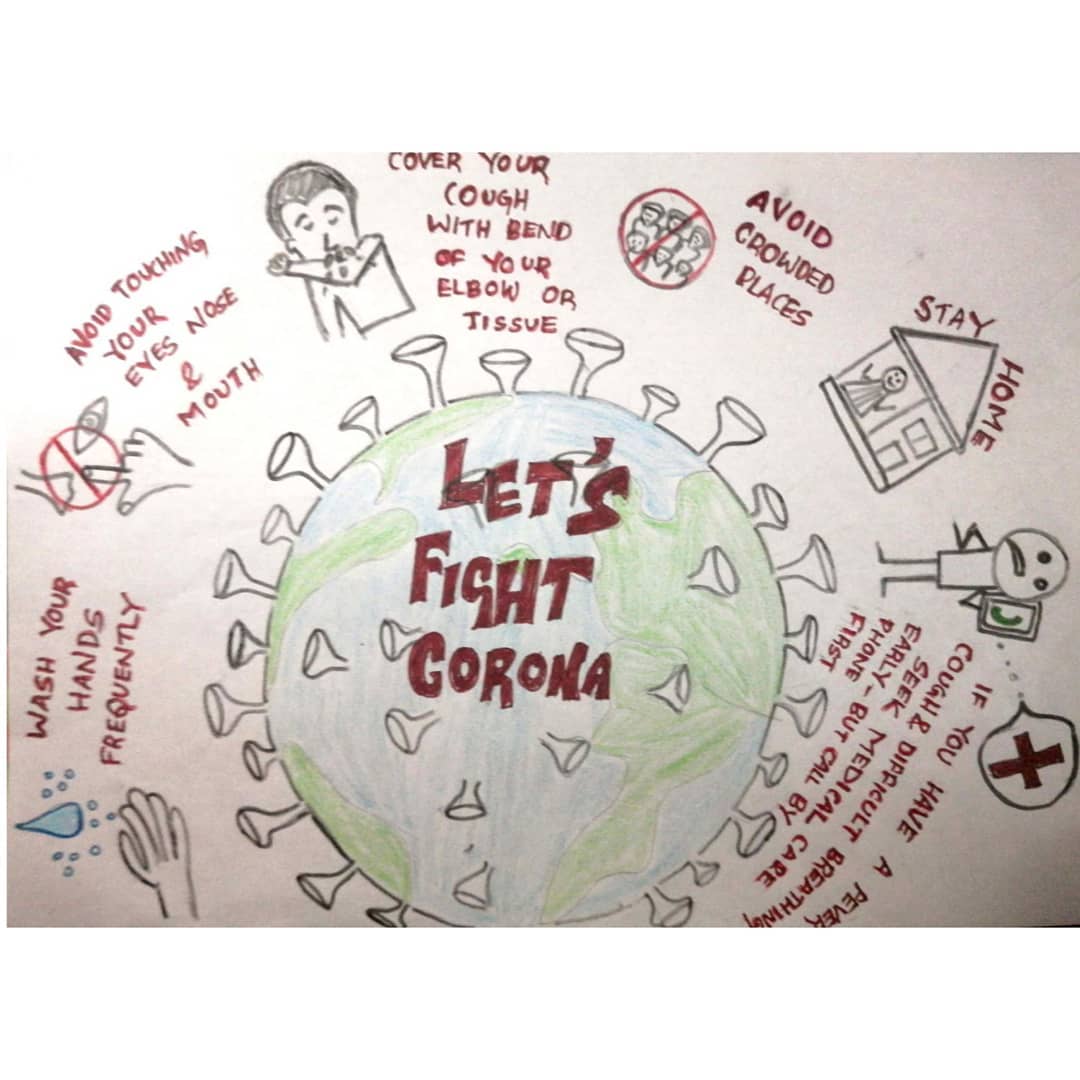 COVER YOUR
COUGH
WITH BEND
OF YOUR
ELBOW OR
TISSUE
AVOID
CROWDED
PLACES
STAY
HOME
AVOID TOUCHING
YOUR
EYES NOSE
&
MOUTH
LET'S
FIGHT
CORONA
WASH YOUR
HANDS
FREQUENTLY
IF YOU HAVE A FEVER
COUGH & DIFFICULT BREATHING,
SEEK MEDICAL CARE
EARLY - BUT CALL BY
PHONE
FIRST